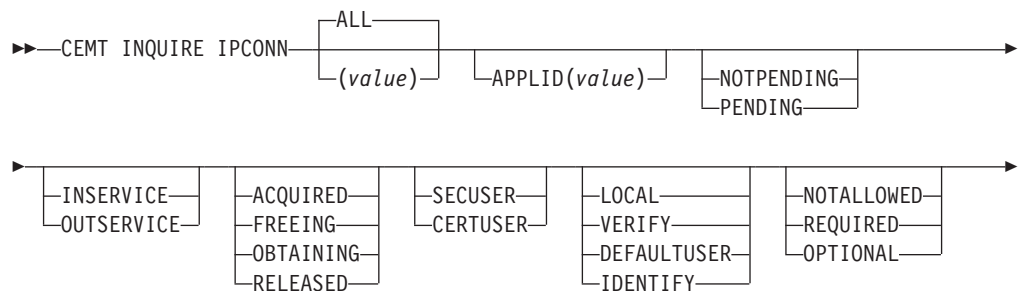 ALL
CEMT INQUIRE IPCONN
(value) APPLID(value) NOTPENDING
PENDING
INSERVICE ACQUIRED SECUSER LOCAL NOTALLOWED
OUTSERVICE FREEING CERTUSER VERIFY REQUIRED
OBTAINING DEFAULTUSER OPTIONAL
RELEASED IDENTIFY